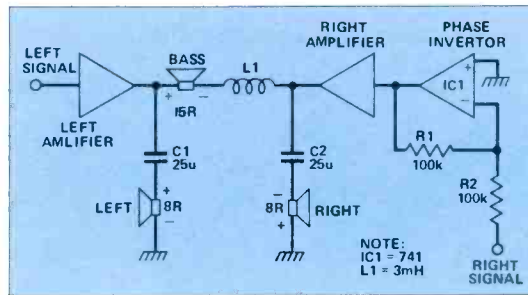 LEFT
SIGNAL
LEFT
AMLIFIER
BASS
+
-
15R
L1
RIGHT
AMPLIFIER
PHASE
INVERTOR
+
IC1
-
R1
100k
R2
100k
C1
25u
C2
25u
+
LEFT
8R
-
-
8R
RIGHT
+
NOTE:
IC1 = 741
L1 = 3mH
RIGHT
SIGNAL